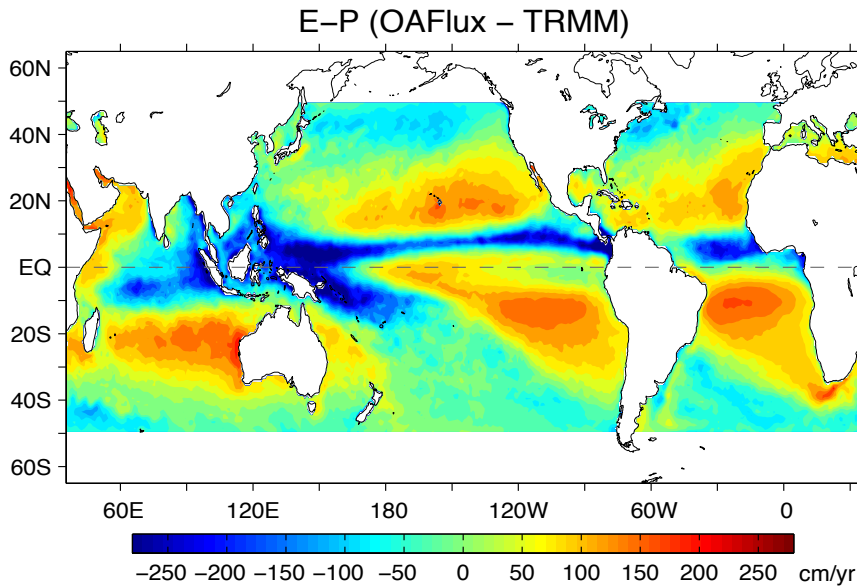 E−P (OAFlux − TRMM)
60N
40N
20N
EQ
20S
40S
60S
60E 120E 180 120W 60W 0
−250 −200 −150 −100 −50 0 50 100 150 200 250 cm/yr